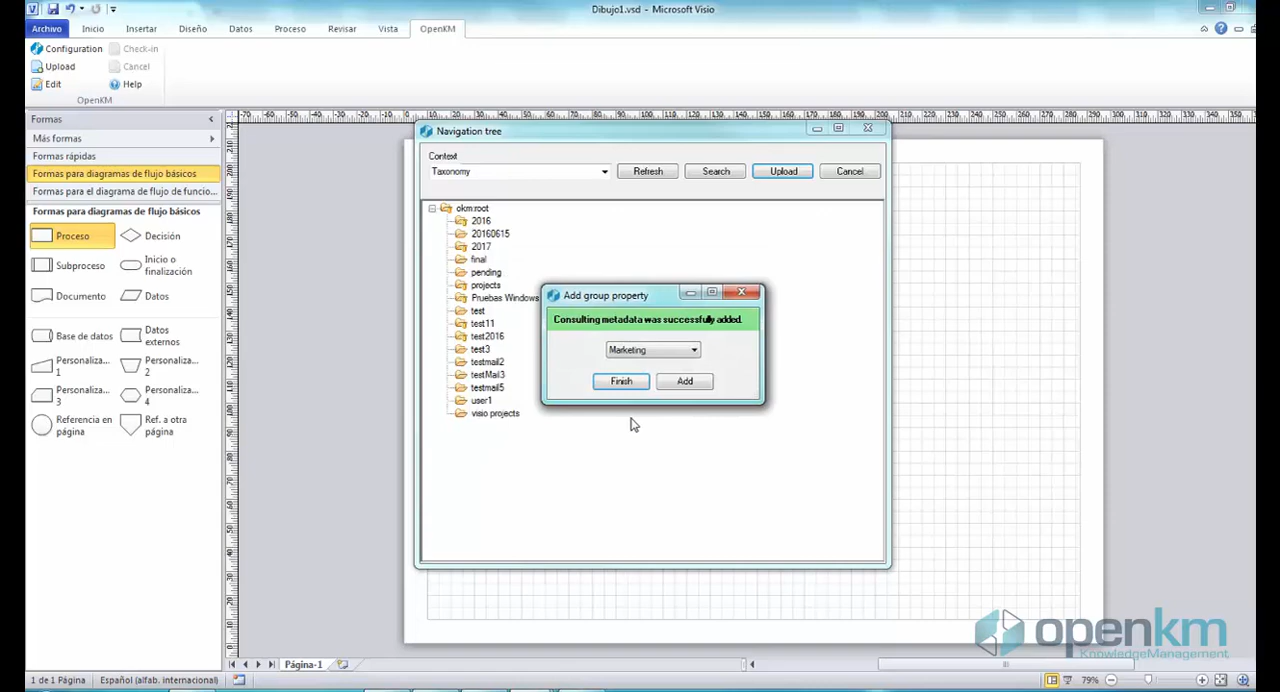 Dibujo1.vsd - Microsoft Visio
Archivo Inicio Insertar Diseño Datos Proceso Revisar Vista OpenKM
Configuration Check-in
Upload Cancel
Edit Help
OpenKM
Formas
Más formas
Formas rápidas
Formas para diagramas de flujo básicos
Formas para el diagrama de flujo de funcio...
Formas para diagramas de flujo básicos
Proceso Decisión
Subproceso Inicio o
finalización
Documento Datos
Base de datos Datos
externos
Personaliza... Personaliza...
1 2
Personaliza... Personaliza...
3 4
Referencia en Ref. a otra
página página
Navigation tree
Context
Taxonomy Refresh Search Upload Cancel
okm:root
2016
20160615
2017
final
pending
projects
Pruebas Windows
test
test11
test2016
test3
testmail2
testMail3
testmail5
user1
visio projects
Add group property
Consulting metadata was successfully added.
Marketing
Finish Add
openkm
KnowledgeManagement
Página-1
1 de 1 Página Español (alfab. internacional) 79%